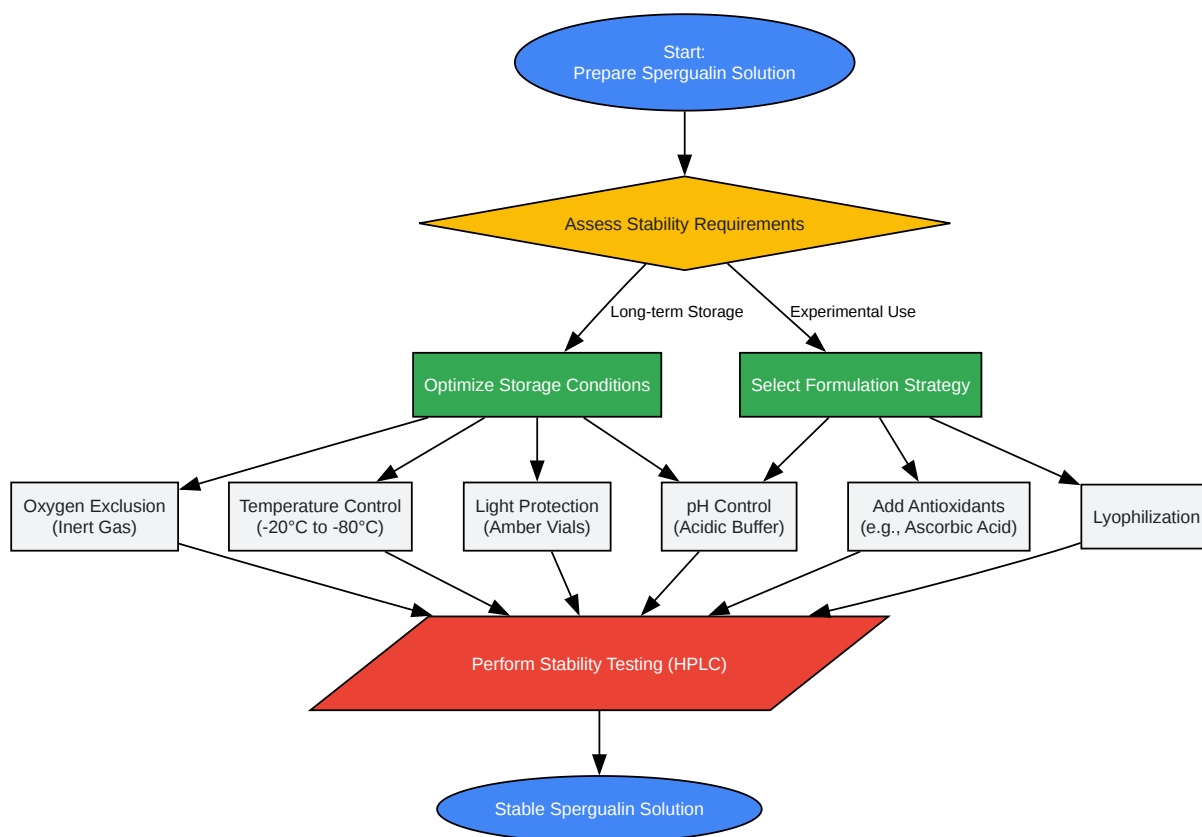 Start:
Prepare Spergualin Solution
Assess Stability Requirements
Long-term Storage
Experimental Use
Optimize Storage Conditions
Select Formulation Strategy
Oxygen Exclusion
(Inert Gas)
Temperature Control
(-20°C to -80°C)
Light Protection
(Amber Vials)
pH Control
(Acidic Buffer)
Add Antioxidants
(e.g., Ascorbic Acid)
Lyophilization
Perform Stability Testing (HPLC)
Stable Spergualin Solution